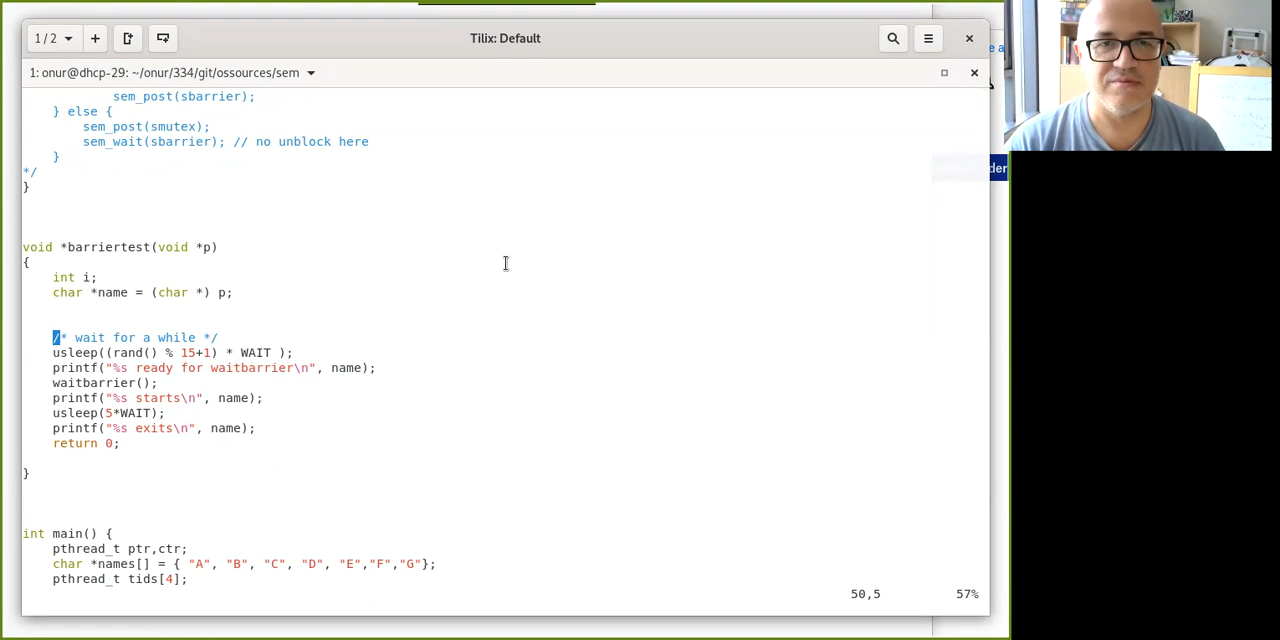 1 / 2
Tilix: Default
1: onur@dhcp-29: ~/onur/334/git/ossources/sem
e a
der
sem_post(sbarrier);
} else {
sem_post(smutex);
sem_wait(sbarrier); // no unblock here
}
*/
}
void *barriertest(void *p)
{
int i;
char *name = (char *) p;
/* wait for a while */
usleep((rand() % 15+1) * WAIT );
printf("%s ready for waitbarrier\n", name);
waitbarrier();
printf("%s starts\n", name);
usleep(5*WAIT);
printf("%s exits\n", name);
return 0;
}
int main() {
pthread_t ptr,ctr;
char *names[] = { "A", "B", "C", "D", "E","F","G"};
pthread_t tids[4];
50,5 57%